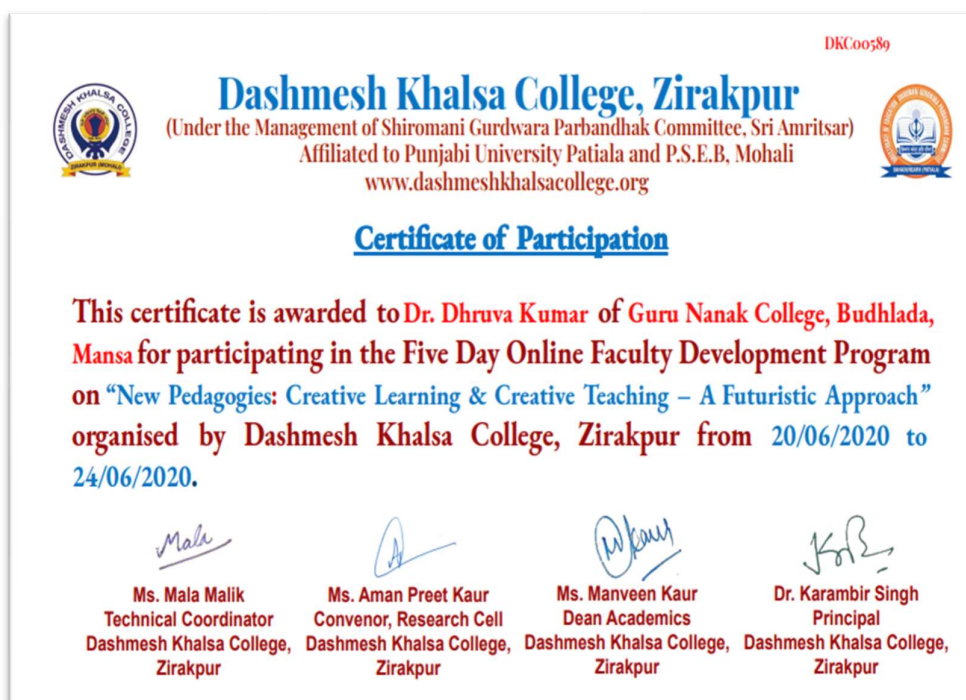 DKC00589
Dashmesh Khalsa College, Zirakpur
(Under the Management of Shiromani Gurdwara Parbandhak Committee, Sri Amritsar)
Affiliated to Punjabi University Patiala and P.S.E.B, Mohali
www.dashmeshkhalsacollege.org
DASHMESH KHALSA COLLEGE
ZIRAKPUR (MOHALI)
Certificate of Participation
This certificate is awarded to Dr. Dhruva Kumar of Guru Nanak College, Budhlada,
Mansa for participating in the Five Day Online Faculty Development Program
on “New Pedagogies: Creative Learning & Creative Teaching – A Futuristic Approach”
organised by Dashmesh Khalsa College, Zirakpur from 20/06/2020 to
24/06/2020.
Mala
Ms. Mala Malik
Technical Coordinator
Dashmesh Khalsa College,
Zirakpur
Ms. Aman Preet Kaur
Convenor, Research Cell
Dashmesh Khalsa College,
Zirakpur
Ms. Manveen Kaur
Dean Academics
Dashmesh Khalsa College,
Zirakpur
Dr. Karambir Singh
Principal
Dashmesh Khalsa College,
Zirakpur